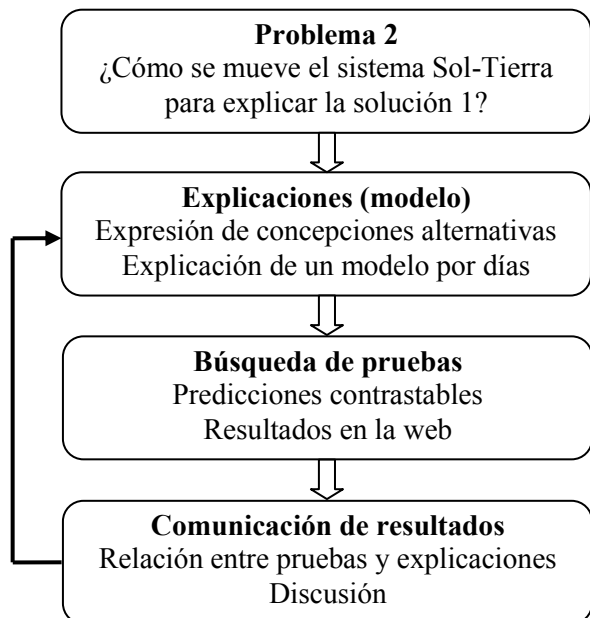 Problema 2
¿Cómo se mueve el sistema Sol-Tierra
para explicar la solución 1?
Explicaciones (modelo)
Expresión de concepciones alternativas
Explicación de un modelo por días
Búsqueda de pruebas
Predicciones contrastables
Resultados en la web
Comunicación de resultados
Relación entre pruebas y explicaciones
Discusión